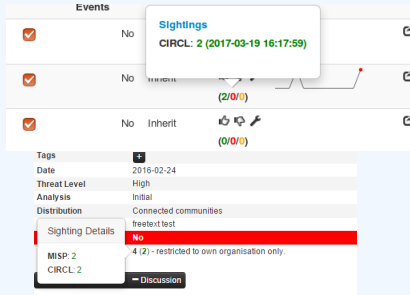 Events
Sightings
CIRCL: 2 (2017-03-19 16:17:59)
No
No Inherit
(2/0/0)
No Inherit
(0/0/0)
Tags +
Date 2016-02-24
Threat Level High
Analysis Initial
Distribution Connected communities
freetext test
Sighting Details
No
MISP: 2
4 (2) - restricted to own organisation only.
CIRCL: 2
Discussion